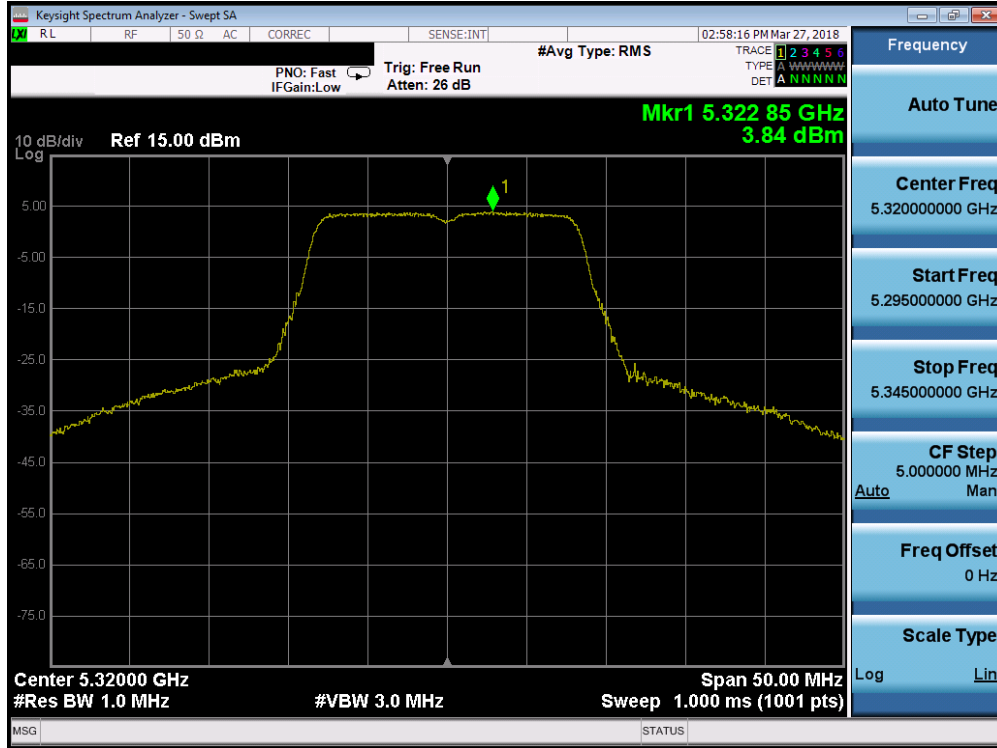 Keysight Spectrum Analyzer - Swept SA
LXI RL RF 50 Ω AC CORREC SENSE:INT 02:58:16 PM Mar 27, 2018
#Avg Type: RMS TRACE 1 2 3 4 5 6
PNO: Fast Trig: Free Run TYPE A WWWWW
IFGain:Low Atten: 26 dB DET A N N N N N
Mkr1 5.322 85 GHz
3.84 dBm
10 dB/div Ref 15.00 dBm
Log
1
5.00
-5.00
-15.0
-25.0
-35.0
-45.0
-55.0
-65.0
-75.0
Center 5.32000 GHz Span 50.00 MHz
#Res BW 1.0 MHz #VBW 3.0 MHz Sweep 1.000 ms (1001 pts)
MSG STATUS
Frequency
Auto Tune
Center Freq
5.320000000 GHz
Start Freq
5.295000000 GHz
Stop Freq
5.345000000 GHz
CF Step
5.000000 MHz
Auto Man
Freq Offset
0 Hz
Scale Type
Log Lin